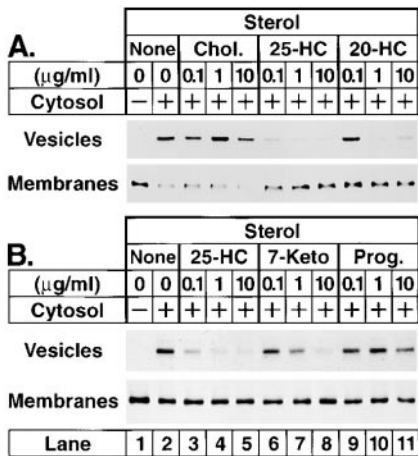 A.
Sterol
None Chol. 25-HC 20-HC
(µg/ml) 0 0 0.1 1 10 0.1 1 10 0.1 1 10
Cytosol − + + + + + + + + + +
Vesicles
Membranes
B.
Sterol
None 25-HC 7-Keto Prog.
(µg/ml) 0 0 0.1 1 10 0.1 1 10 0.1 1 10
Cytosol − + + + + + + + + + +
Vesicles
Membranes
Lane 1 2 3 4 5 6 7 8 9 10 11